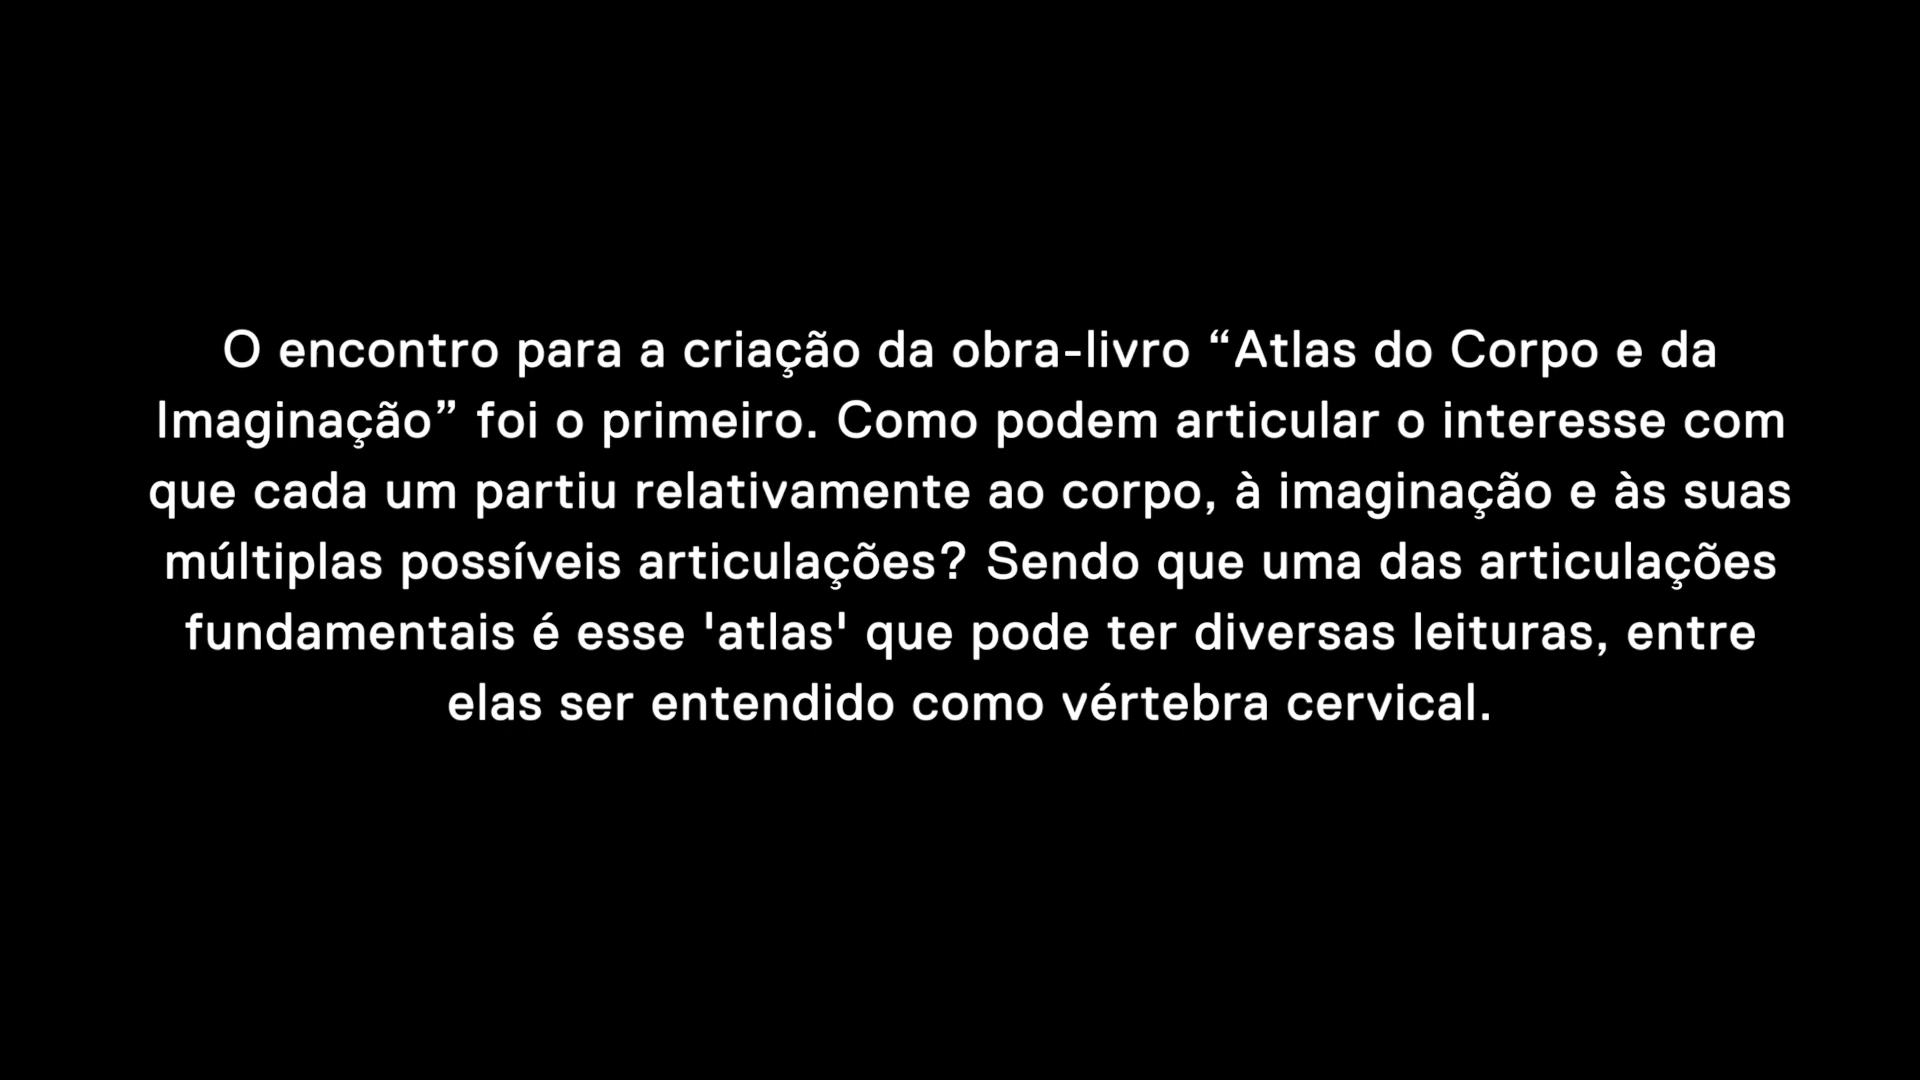 O encontro para a criação da obra-livro “Atlas do Corpo e da
Imaginação” foi o primeiro. Como podem articular o interesse com
que cada um partiu relativamente ao corpo, à imaginação e às suas
múltiplas possíveis articulações? Sendo que uma das articulações
fundamentais é esse 'atlas' que pode ter diversas leituras, entre
elas ser entendido como vértebra cervical.